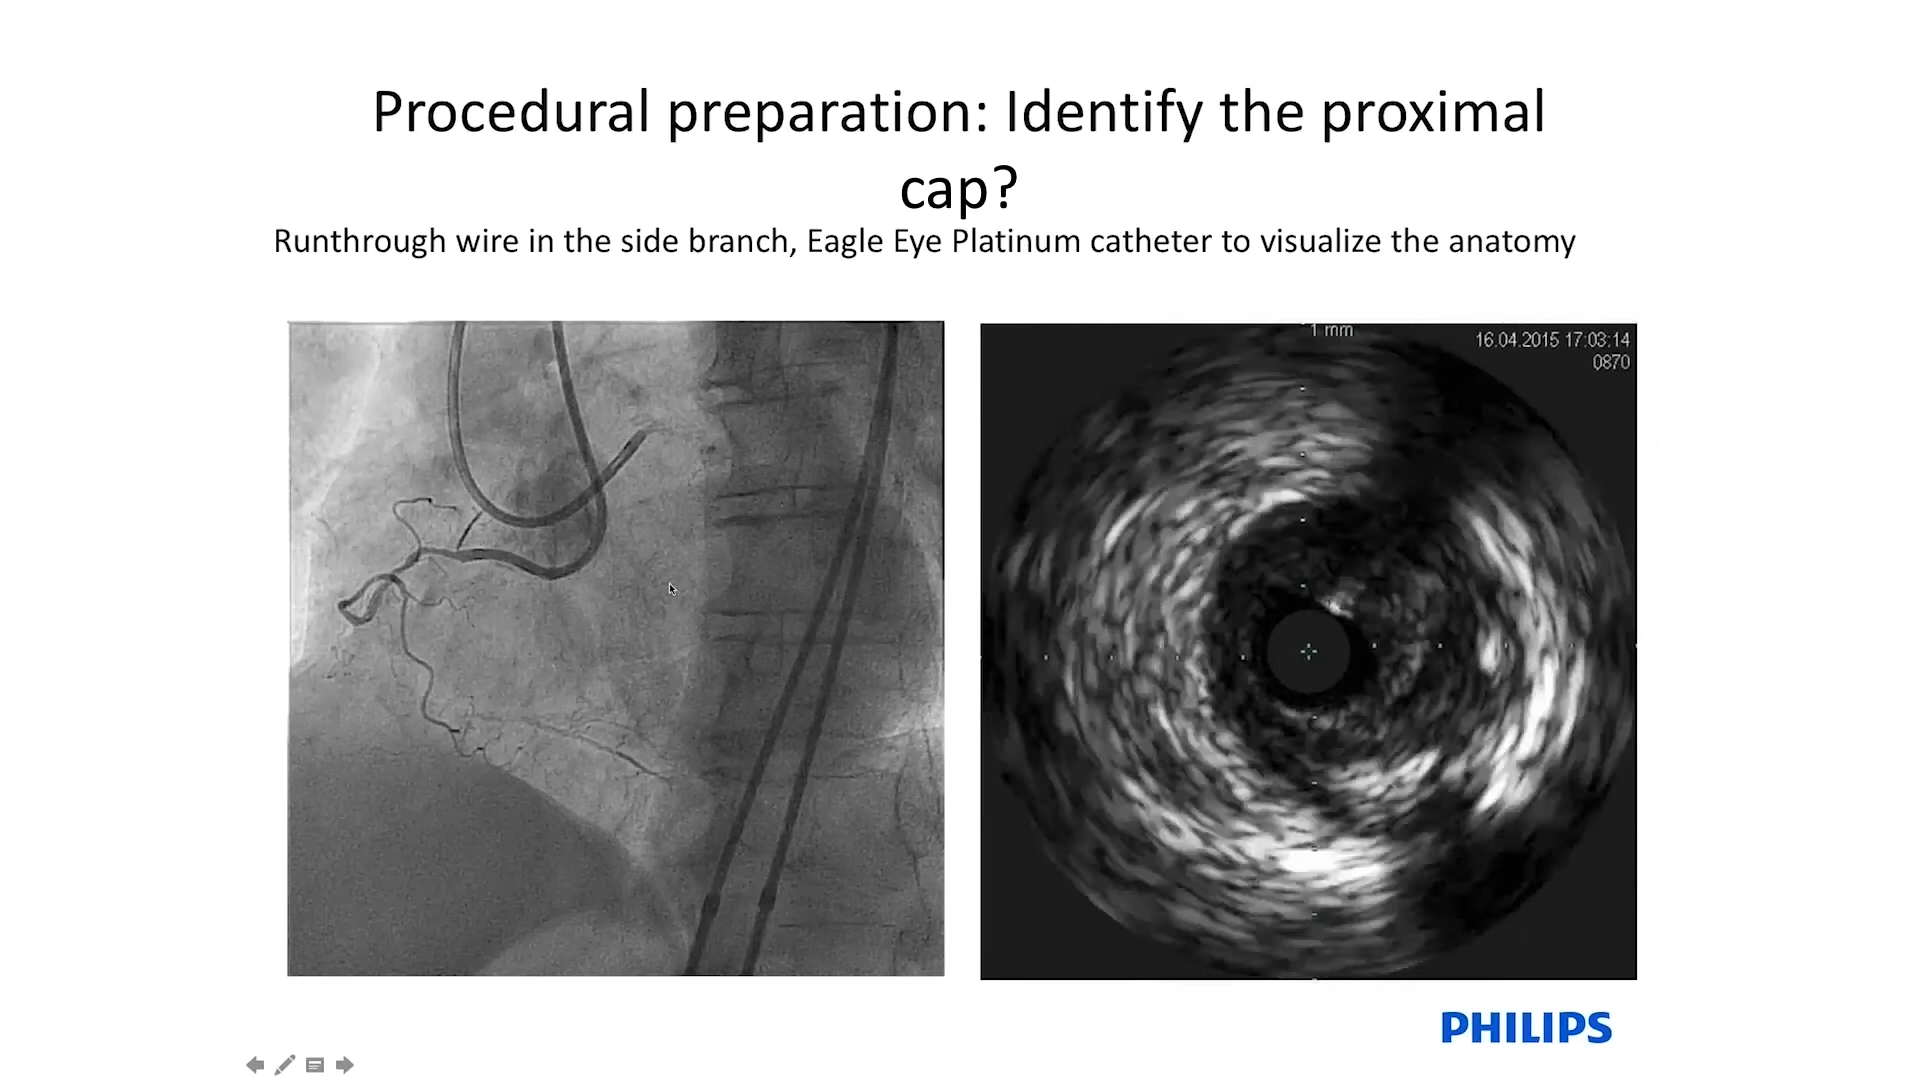 Procedural preparation: Identify the proximal
cap?
Runthrough wire in the side branch, Eagle Eye Platinum catheter to visualize the anatomy
1 mm
16.04.2015 17:03:14
0870
PHILIPS